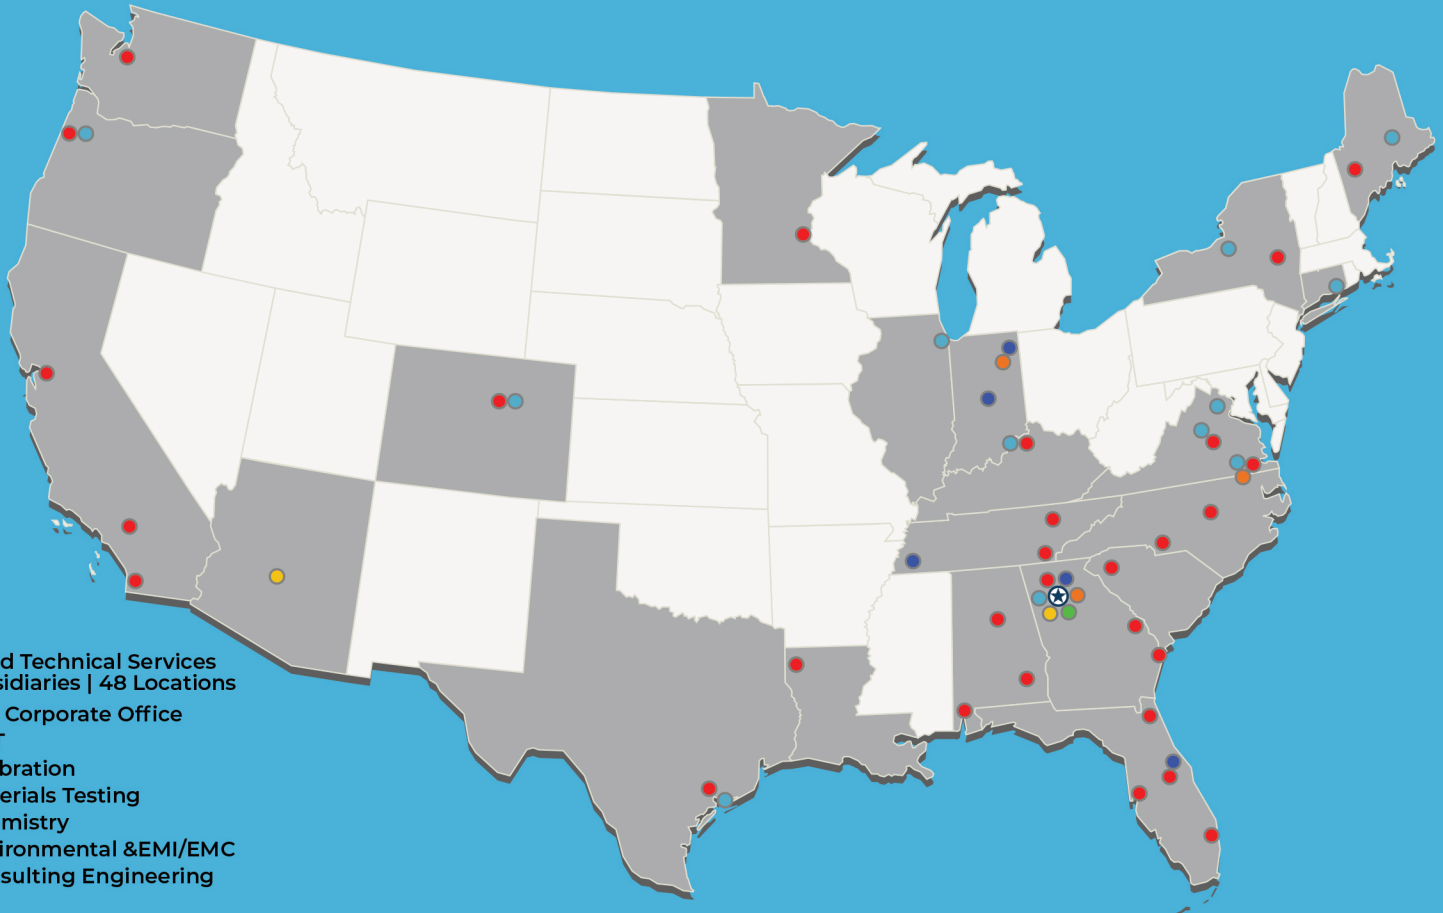 d Technical Services
sidiaries | 48 Locations
Corporate Office
T
bration
erials Testing
mistry
ironmental &EMI/EMC
sulting Engineering